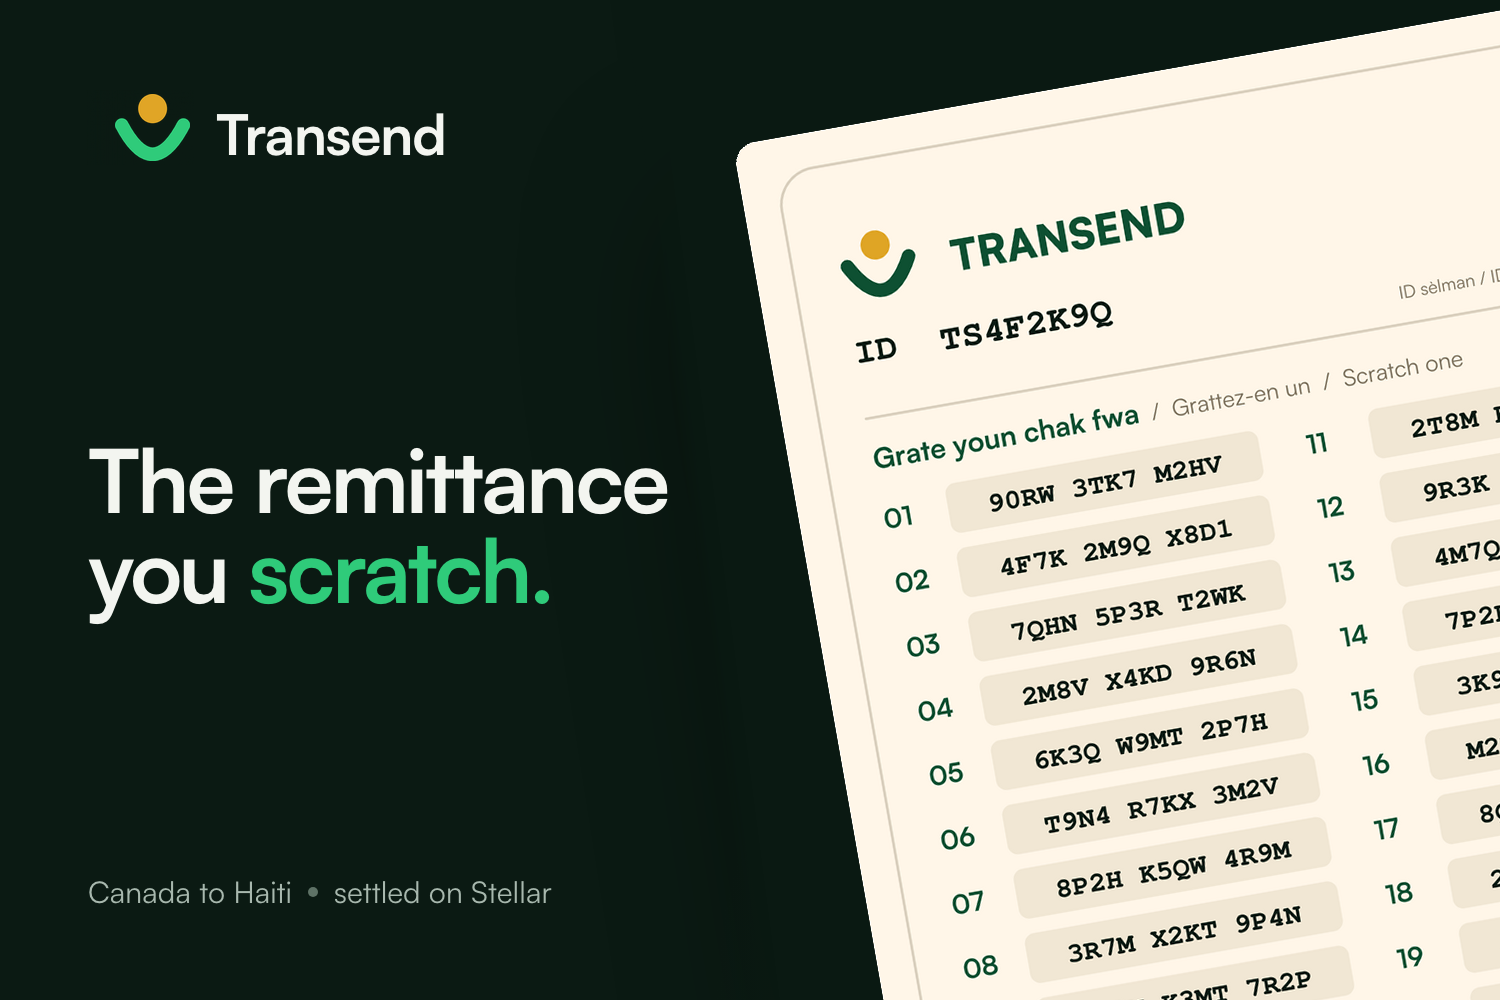 Transend
The remittance
you scratch.
Canada to Haiti • settled on Stellar
TRANSEND
ID TS4F2K9Q
ID sèlman /
Grate youn chak fwa / Grattez-en un / Scratch one
01 90RW 3TK7 M2HV
02 4F7K 2M9Q X8D1
03 7QHN 5P3R T2WK
04 2M8V X4KD 9R6N
05 6K3Q W9MT 2P7H
06 T9N4 R7KX 3M2V
07 8P2H K5QW 4R9M
08 3R7M X2KT 9P4N
7R2P
11 2T8M
12 9R3K
13 4M7Q
14
15
16
17
18
19